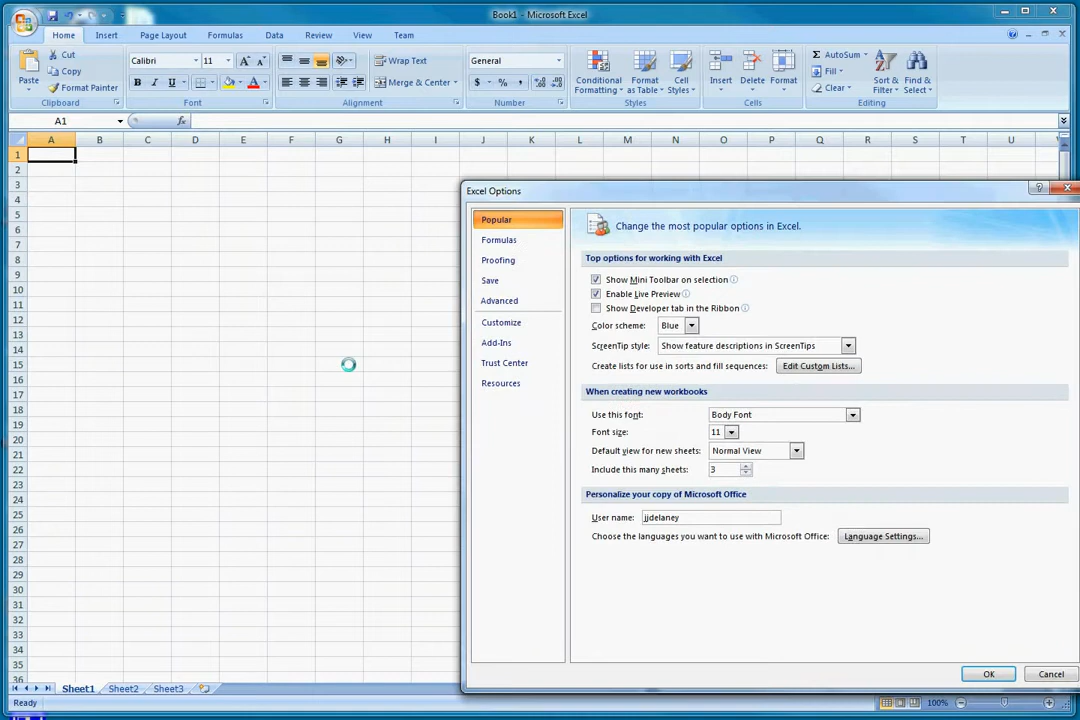 Book1 - Microsoft Excel
Home Insert Page Layout Formulas Data Review View Team
Paste
Cut
Copy
Format Painter
Clipboard
Calibri 11
B I U
Font
Wrap Text
Merge & Center
Alignment
General
$ % ,
Number
Conditional Formatting
Format as Table
Cell Styles
Styles
Insert
Delete
Format
Cells
AutoSum
Fill
Clear
Sort & Filter
Find & Select
Editing
A1 fx
A B C D E F G H I J K L M N O P Q R S T U
1
2
3
4
5
6
7
8
9
10
11
12
13
14
15
16
17
18
19
20
21
22
23
24
25
26
27
28
29
30
31
32
33
34
35
36
Excel Options
Popular
Formulas
Proofing
Save
Advanced
Customize
Add-Ins
Trust Center
Resources
Change the most popular options in Excel.
Top options for working with Excel
Show Mini Toolbar on selection
Enable Live Preview
Show Developer tab in the Ribbon
Color scheme: Blue
ScreenTip style: Show feature descriptions in ScreenTips
Create lists for use in sorts and fill sequences: Edit Custom Lists...
When creating new workbooks
Use this font: Body Font
Font size: 11
Default view for new sheets: Normal View
Include this many sheets: 3
Personalize your copy of Microsoft Office
User name: jjdelaney
Choose the languages you want to use with Microsoft Office: Language Settings...
OK Cancel
Sheet1 Sheet2 Sheet3
Ready 100%